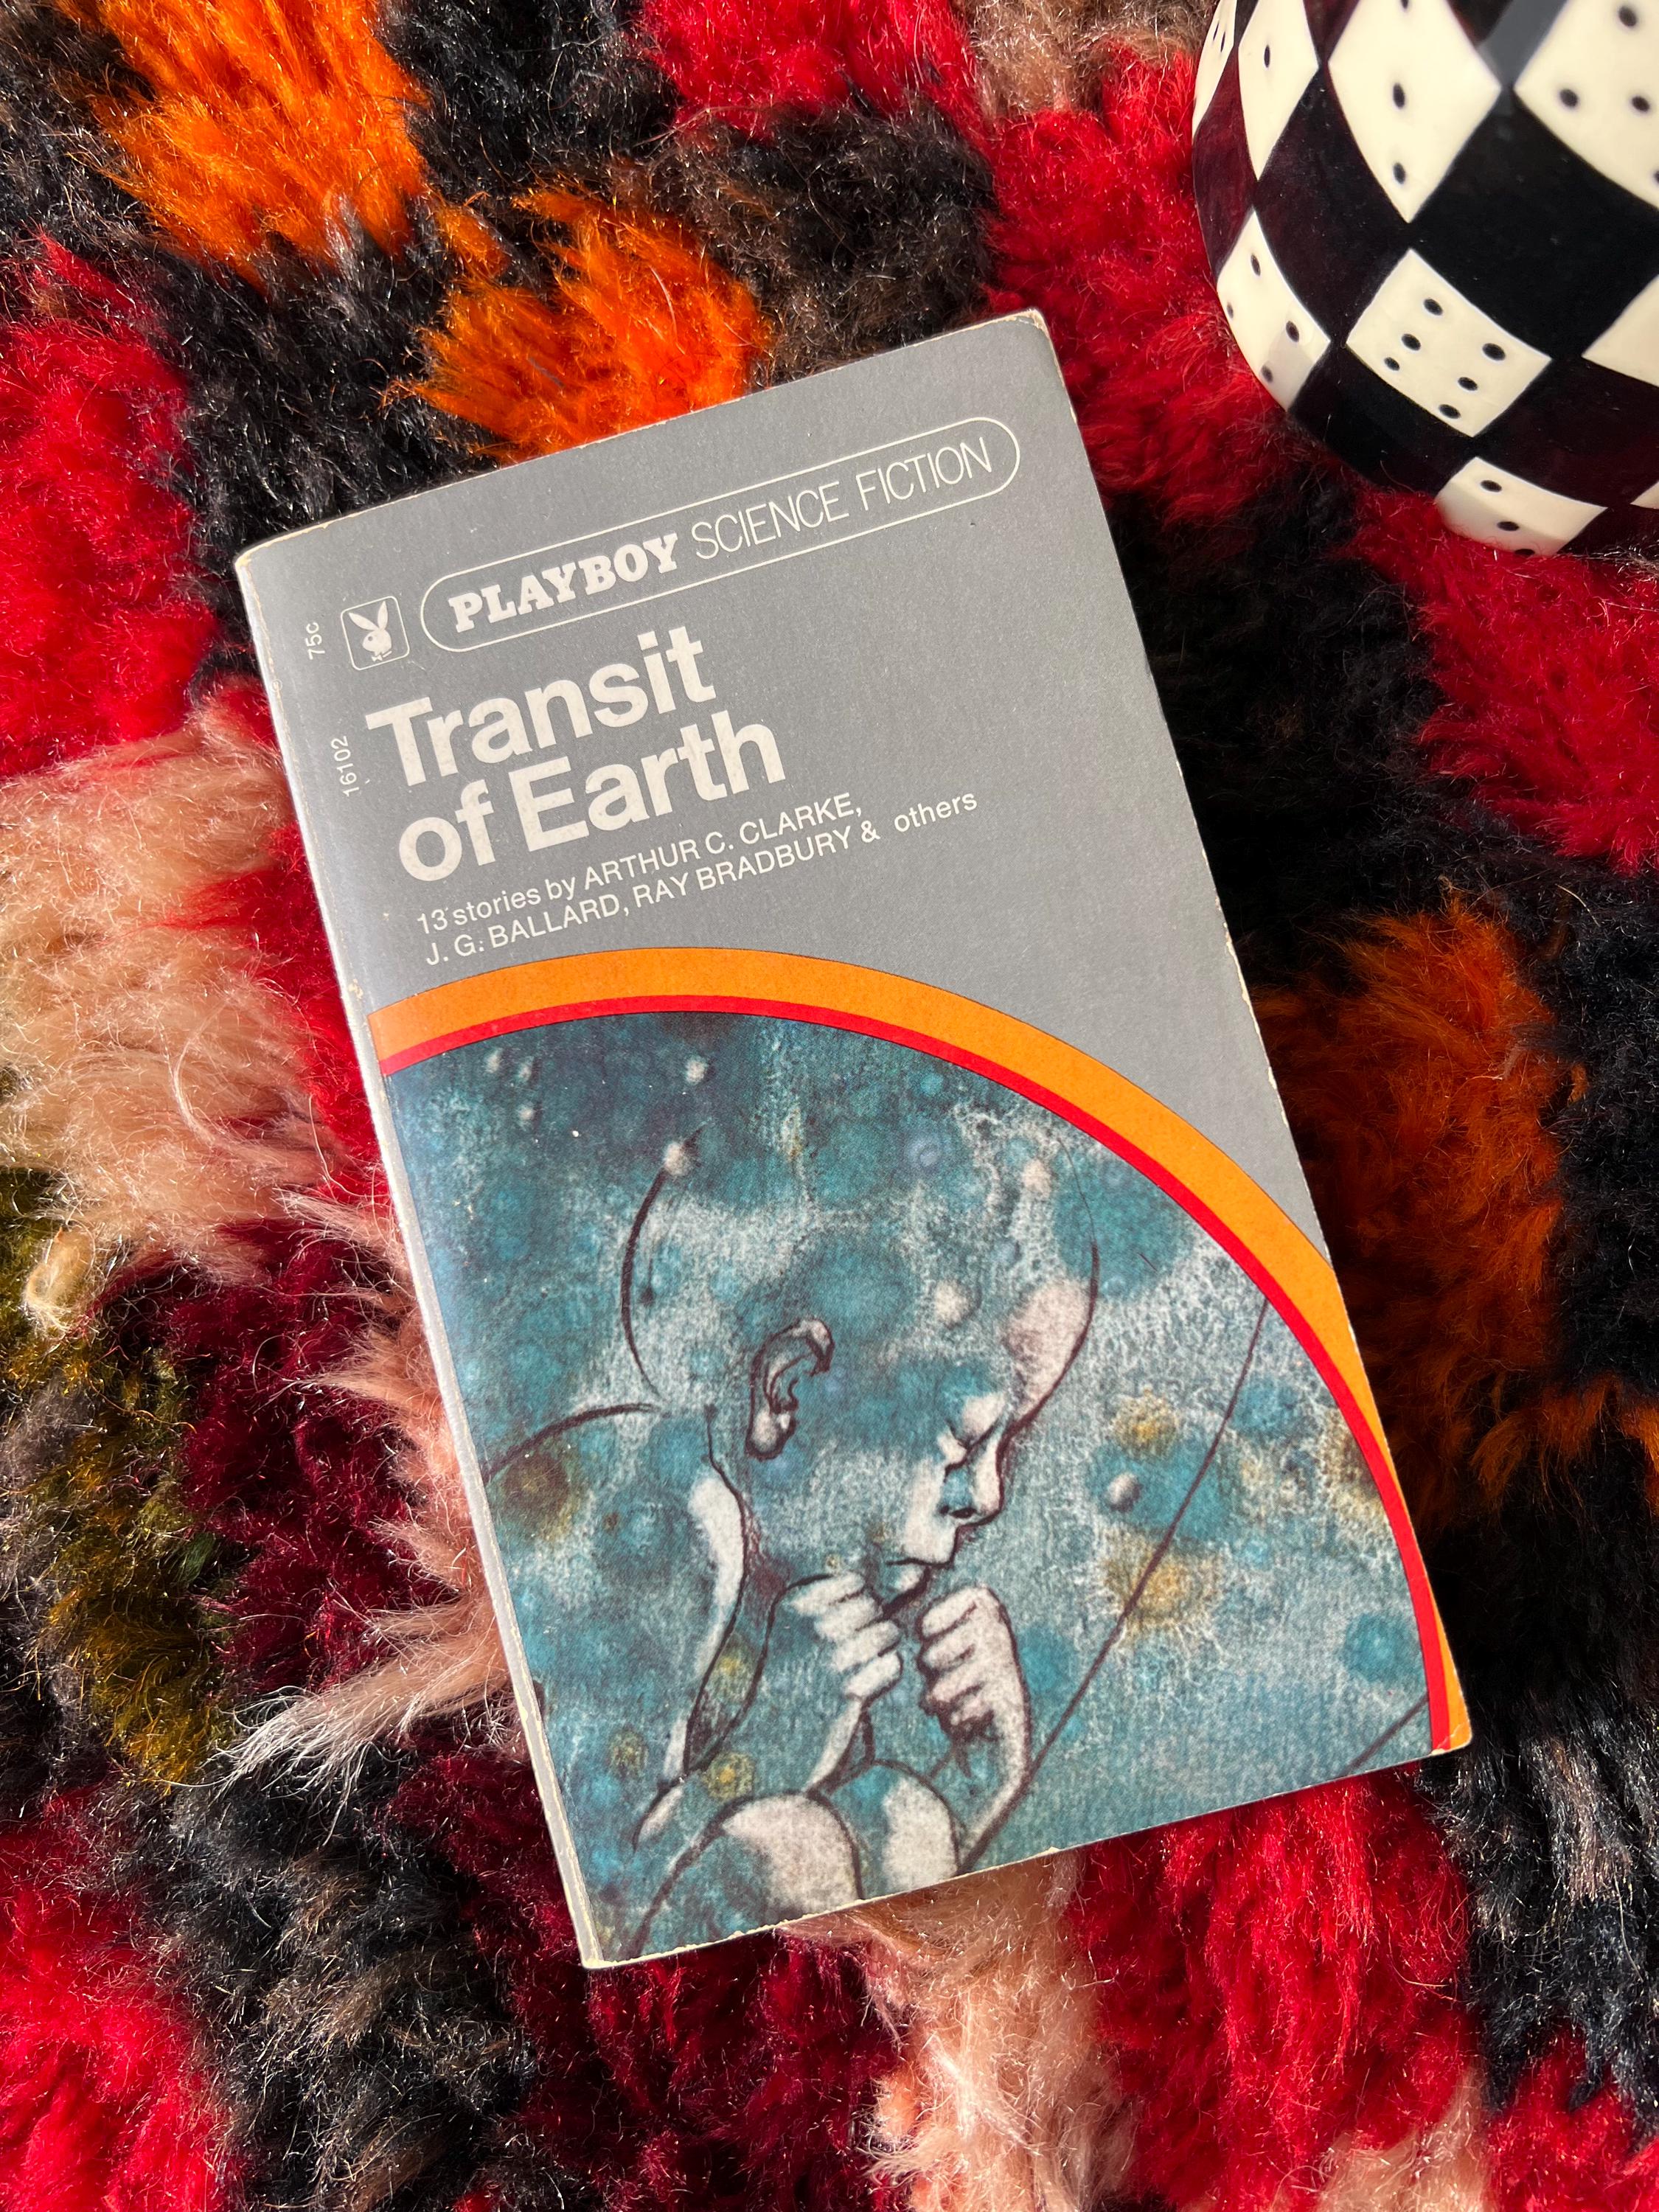 PLAYBOY SCIENCE FICTION
75c
16102
Transit
of Earth
13 stories by ARTHUR C. CLARKE,
J. G. BALLARD, RAY BRADBURY & others